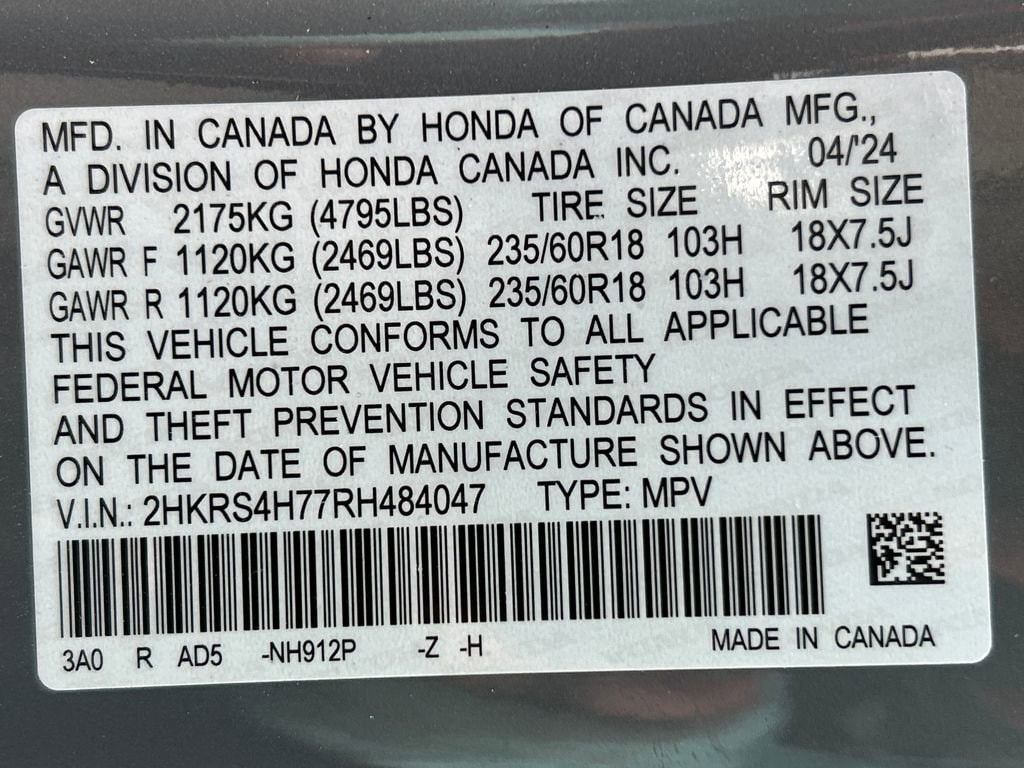 MFD. IN CANADA BY HONDA OF CANADA MFG.,
A DIVISION OF HONDA CANADA INC. 04/'24
GVWR 2175KG (4795LBS) TIRE SIZE RIM SIZE
GAWR F 1120KG (2469LBS) 235/60R18 103H 18X7.5J
GAWR R 1120KG (2469LBS) 235/60R18 103H 18X7.5J
THIS VEHICLE CONFORMS TO ALL APPLICABLE
FEDERAL MOTOR VEHICLE SAFETY
AND THEFT PREVENTION STANDARDS IN EFFECT
ON THE DATE OF MANUFACTURE SHOWN ABOVE.
V.I.N.: 2HKRS4H77RH484047 TYPE: MPV
3A0 R AD5 -NH912P -Z -H MADE IN CANADA